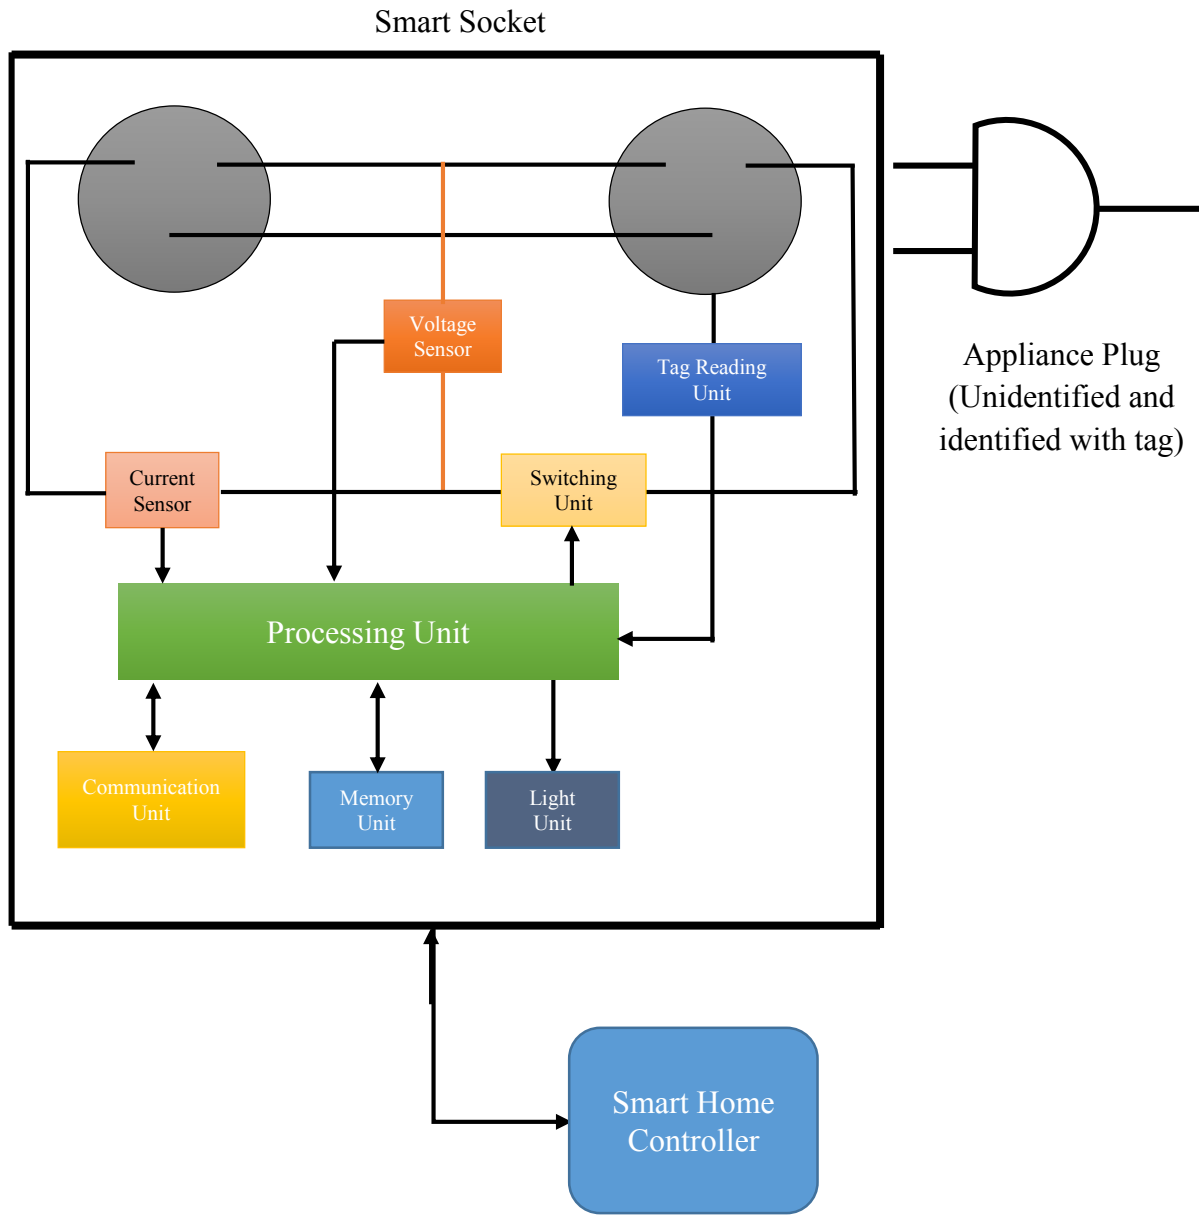 Smart Socket
Voltage
Sensor
Tag Reading
Unit
Appliance Plug
(Unidentified and
identified with tag)
Current
Sensor
Switching
Unit
Processing Unit
Communication
Unit
Memory
Unit
Light
Unit
Smart Home
Controller